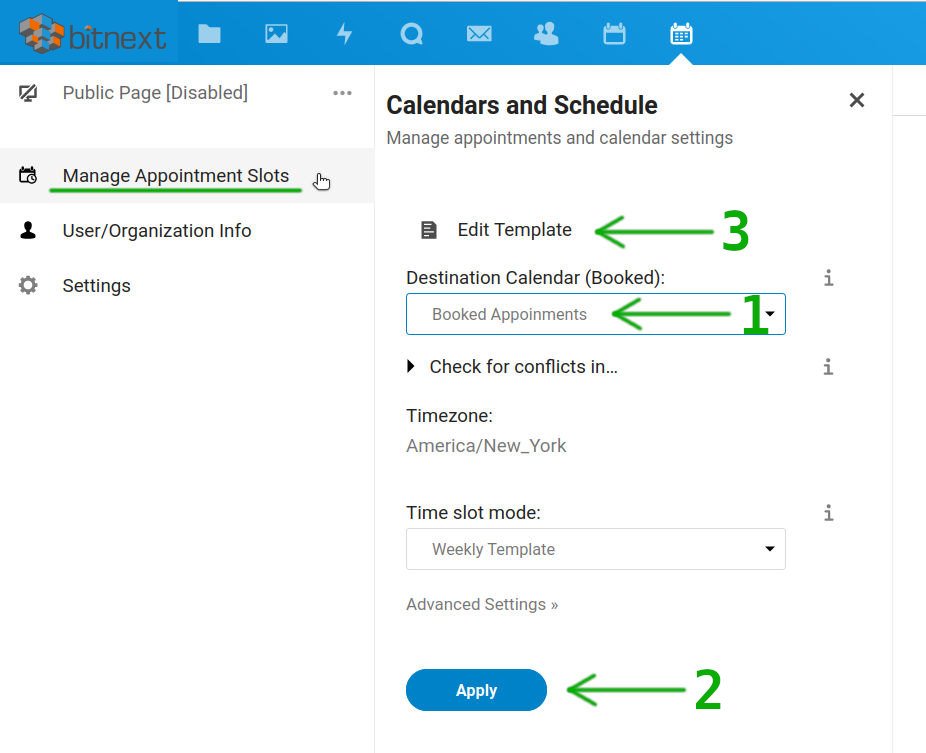 bitnext
Public Page [Disabled]
Manage Appointment Slots
User/Organization Info
Settings
Calendars and Schedule
Manage appointments and calendar settings
Edit Template
3
Destination Calendar (Booked):
Booked Appoinments
1
Check for conflicts in...
Timezone:
America/New_York
Time slot mode:
Weekly Template
Advanced Settings »
Apply
2